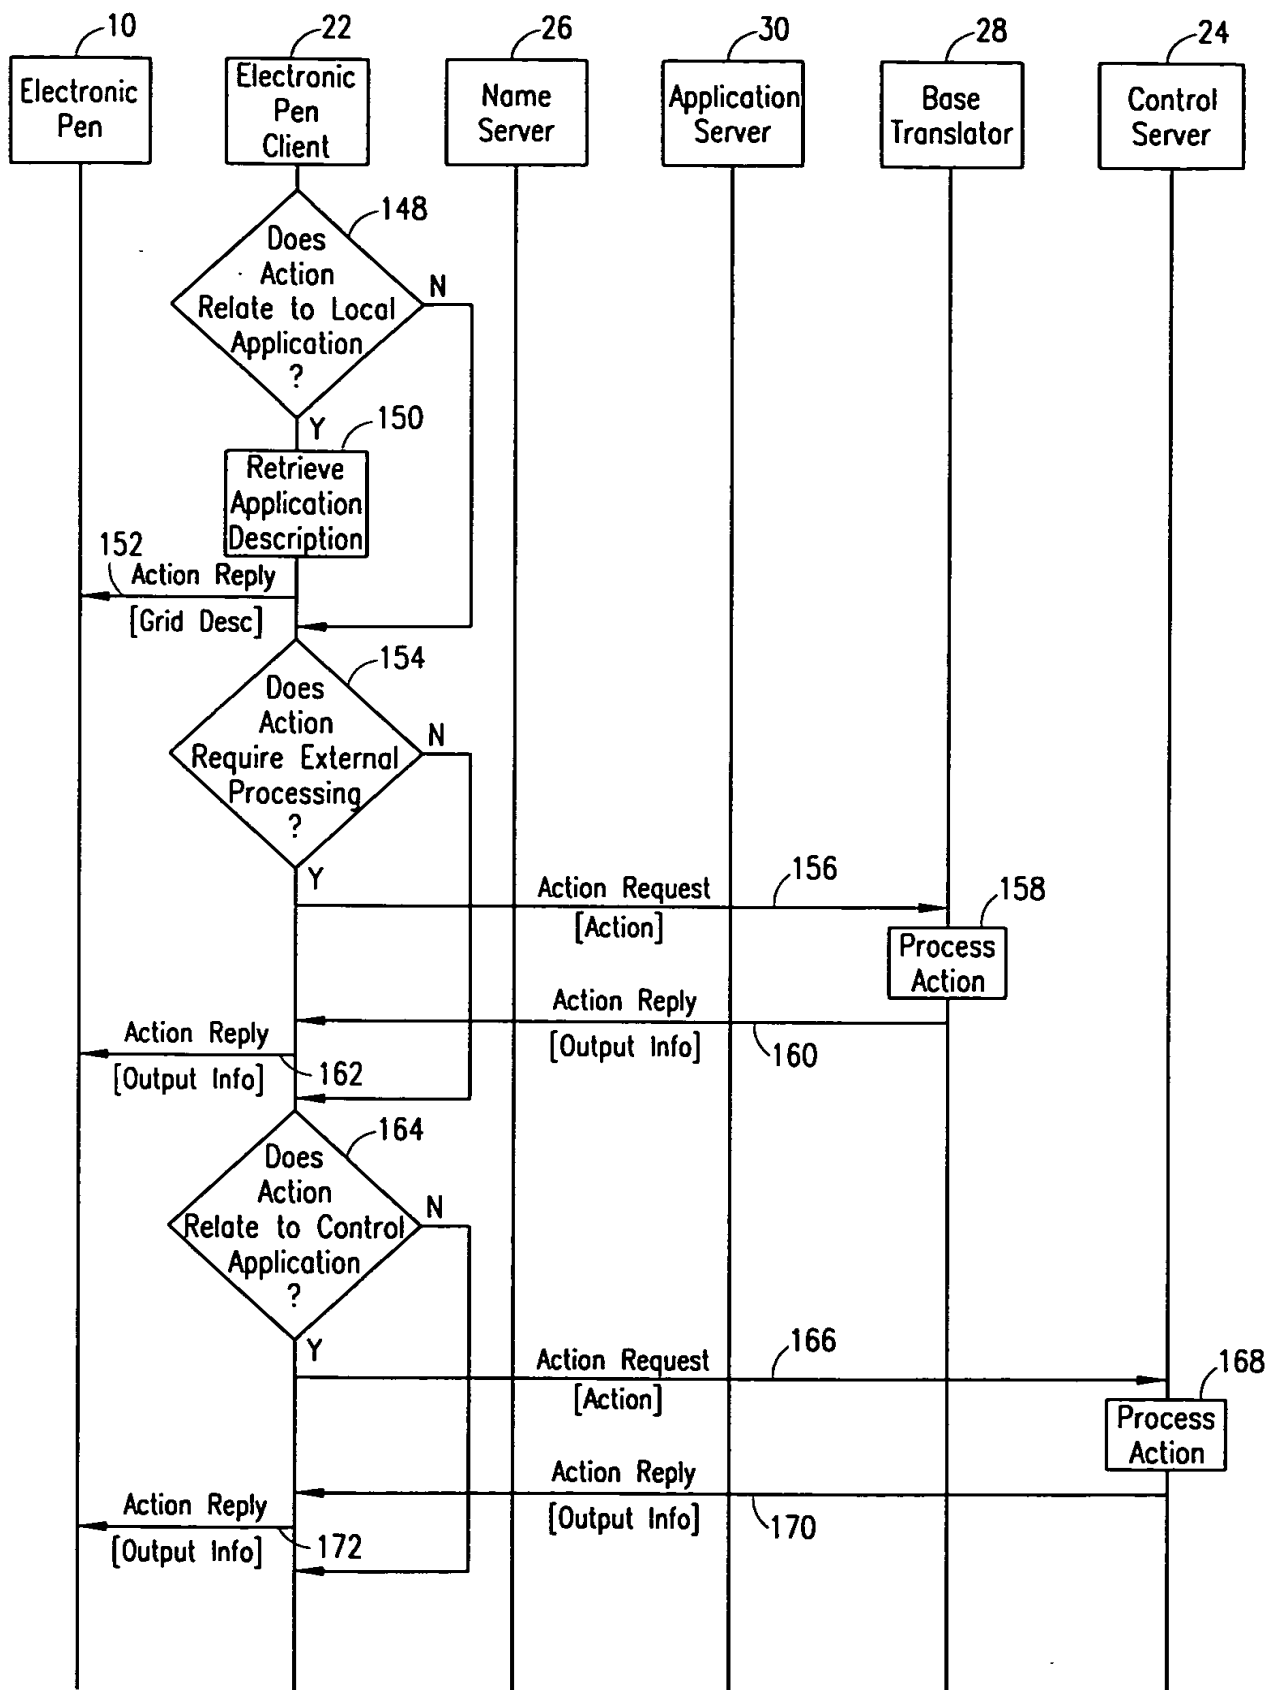 10
22
26
30
28
24
Electronic
Pen
Electronic
Pen
Client
Name
Server
Application
Server
Base
Translator
Control
Server
148
Does
Action
Relate to Local
Application
?
N
Y
150
Retrieve
Application
Description
152
Action Reply
[Grid Desc]
154
Does
Action
Require External
Processing
?
N
Y
Action Request
156
[Action]
158
Process
Action
Action Reply
[Output Info]
160
Action Reply
[Output Info]
162
164
Does
Action
Relate to Control
Application
?
N
Y
Action Request
166
[Action]
168
Process
Action
Action Reply
[Output Info]
170
Action Reply
[Output Info]
172